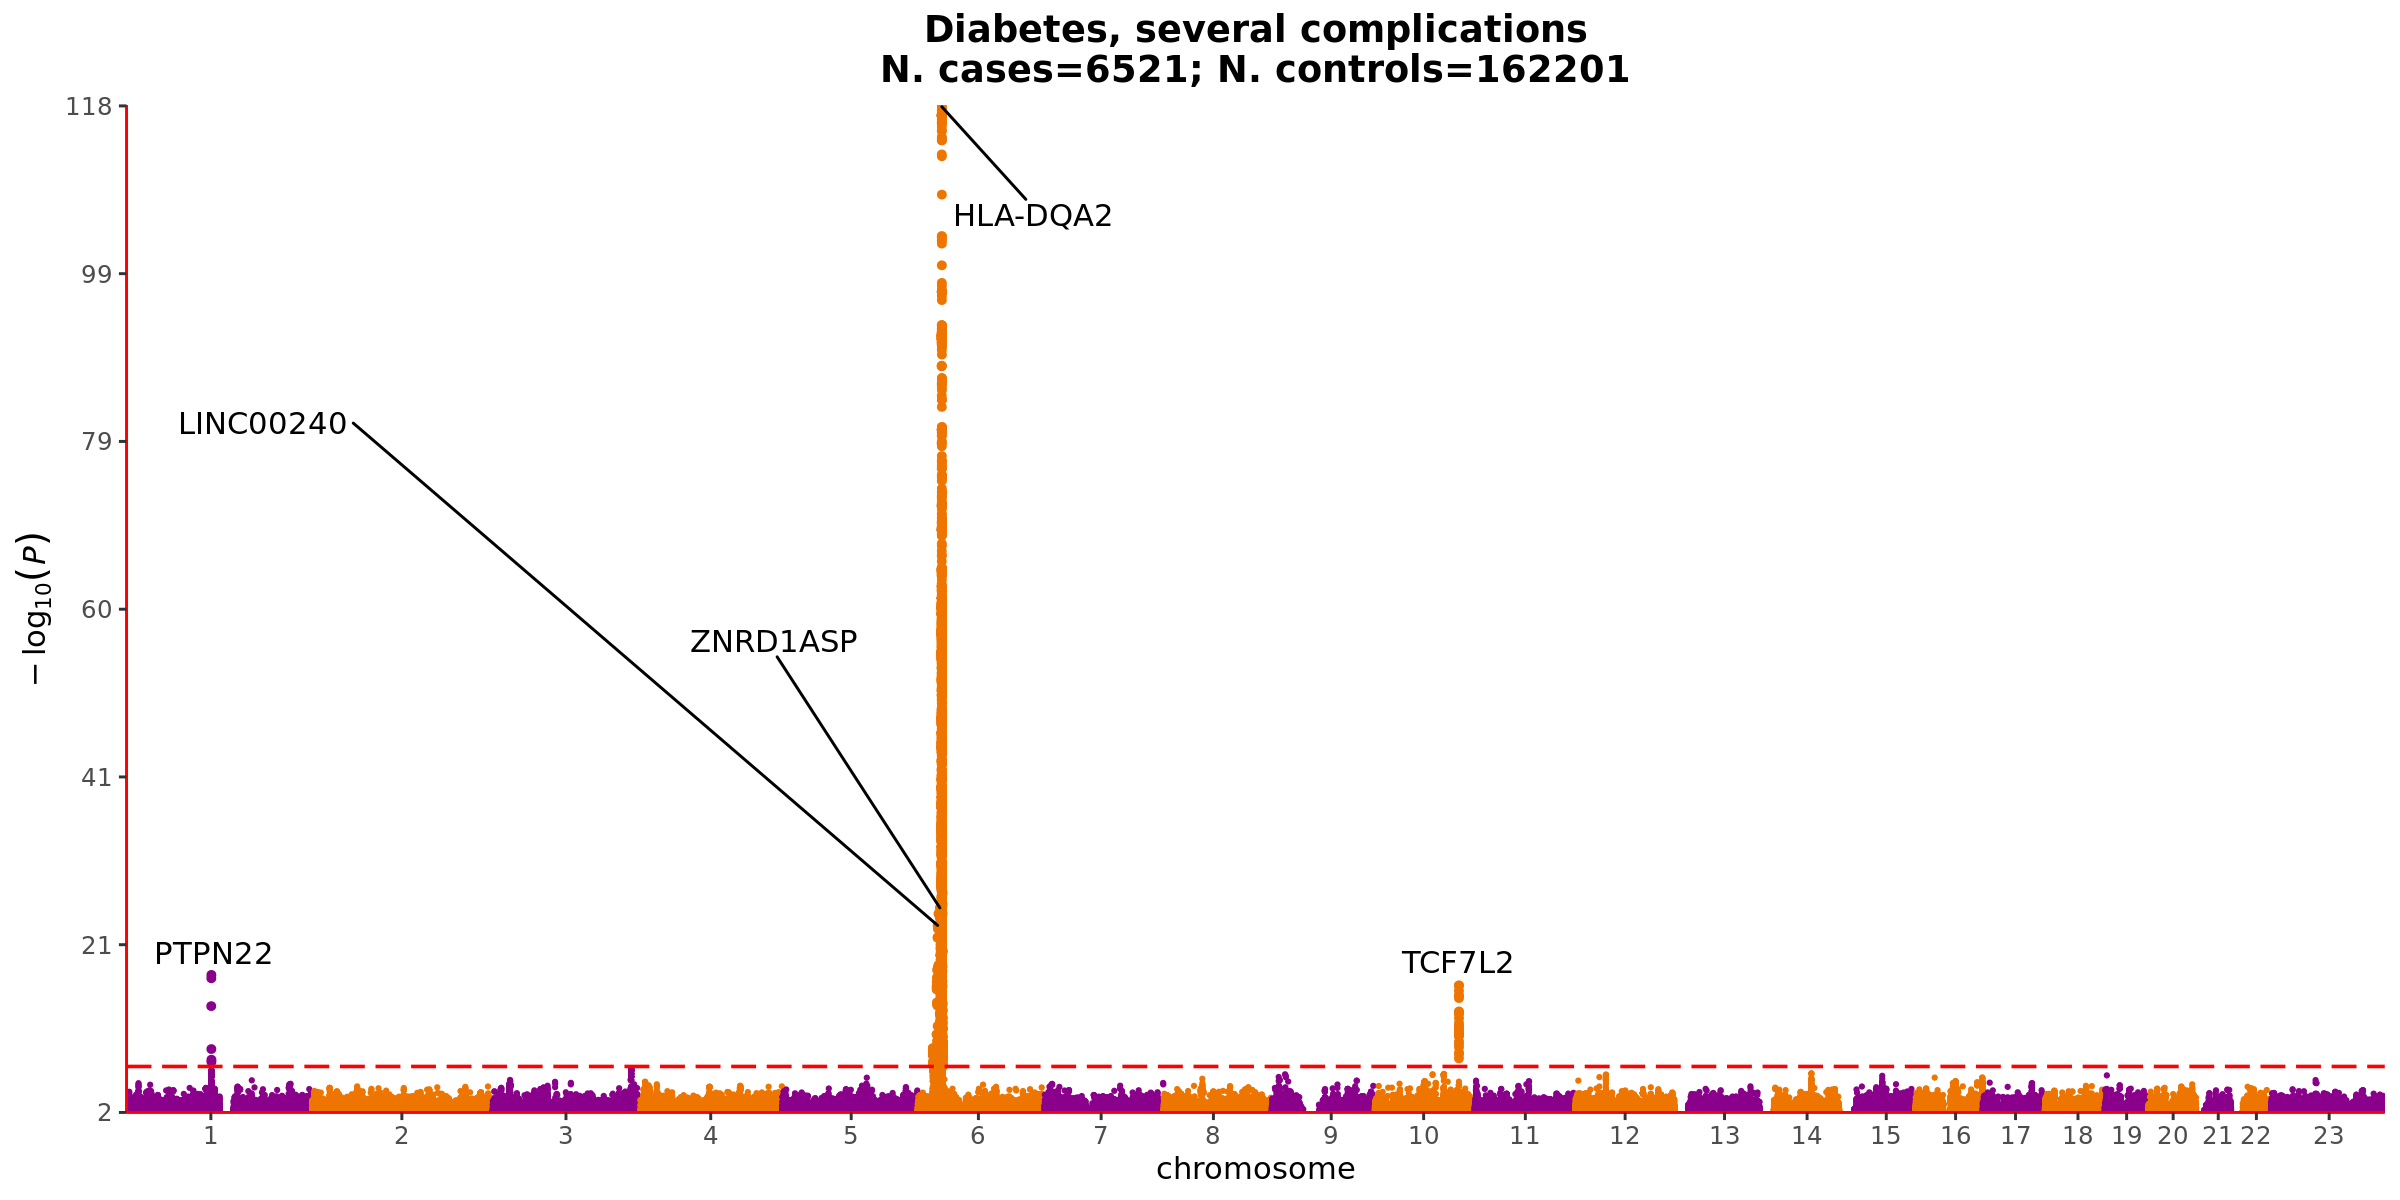 Diabetes, several complications
N. cases=6521; N. controls=162201
118
99
79
60
41
21
2
−log₁₀(P)
HLA-DQA2
LINC00240
ZNRD1ASP
PTPN22
TCF7L2
1 2 3 4 5 6 7 8 9 10 11 12 13 14 15 16 17 18 19 20 21 22 23
chromosome